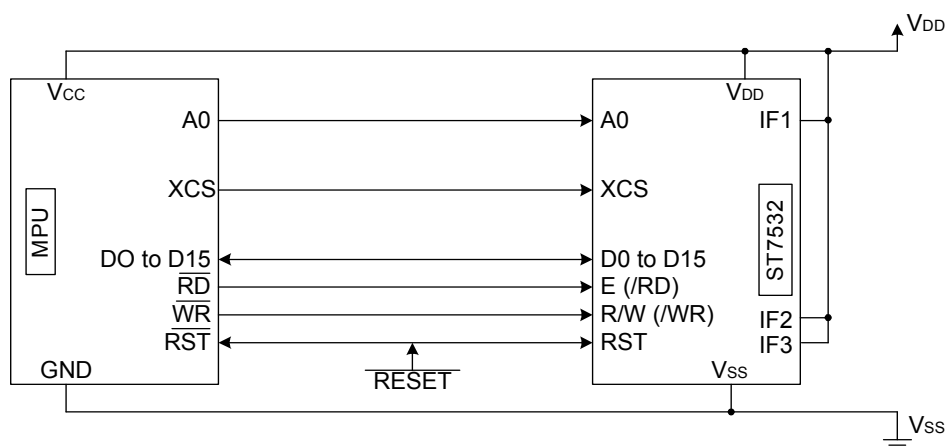 VDD
VCC
VDD
A0
A0
IF1
XCS
XCS
MPU
ST7532
DO to D15
D0 to D15
RD
E (/RD)
WR
R/W (/WR)
IF2
RST
RST
IF3
GND
RESET
VSS
VSS